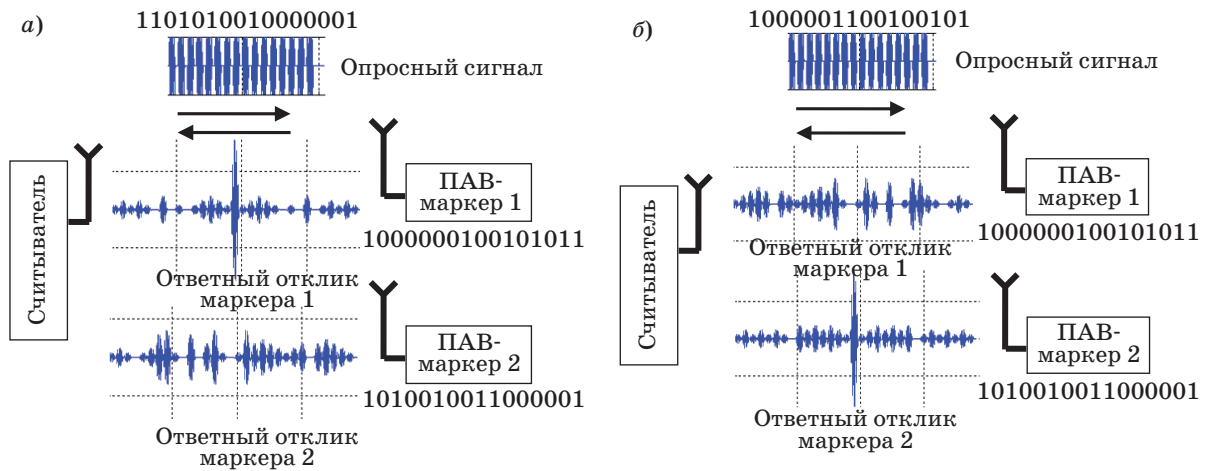 а)
1101010010000001
Опросный сигнал
Считыватель
ПАВ-
маркер 1
1000000100101011
Ответный отклик
маркера 1
ПАВ-
маркер 2
1010010011000001
Ответный отклик
маркера 2
б)
1000001100100101
Опросный сигнал
Считыватель
ПАВ-
маркер 1
1000000100101011
Ответный отклик
маркера 1
ПАВ-
маркер 2
1010010011000001
Ответный отклик
маркера 2